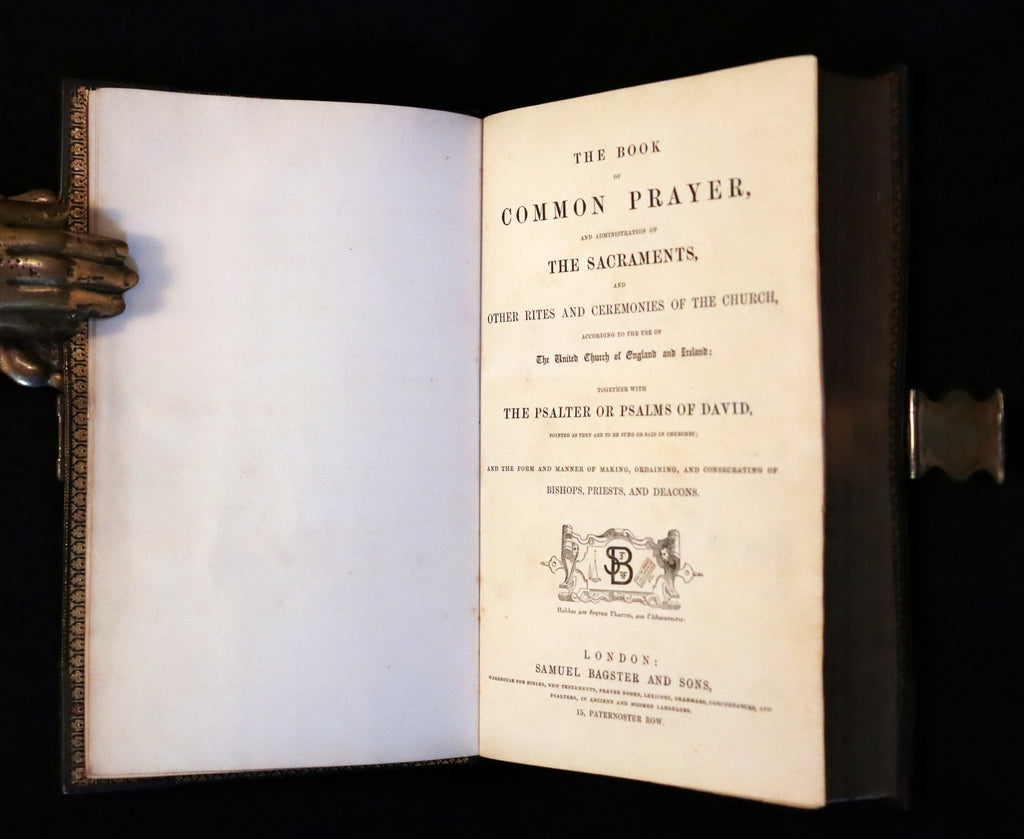 THE BOOK
OF
COMMON PRAYER,
AND ADMINISTRATION OF
THE SACRAMENTS,
AND
OTHER RITES AND CEREMONIES OF THE CHURCH,
ACCORDING TO THE USE OF
The United Church of England and Ireland:
TOGETHER WITH
THE PSALTER OR PSALMS OF DAVID,
POINTED AS THEY ARE TO BE SUNG OR SAID IN CHURCHES;
AND THE FORM AND MANNER OF MAKING, ORDAINING, AND CONSECRATING OF
BISHOPS, PRIESTS, AND DEACONS.
LONDON:
SAMUEL BAGSTER AND SONS,
WAREHOUSE FOR BIBLES, NEW TESTAMENTS, PRAYER BOOKS, LEXICONS, GRAMMARS, CONCORDANCES, AND
PSALTERS, IN ANCIENT AND MODERN LANGUAGES.
15, PATERNOSTER ROW.